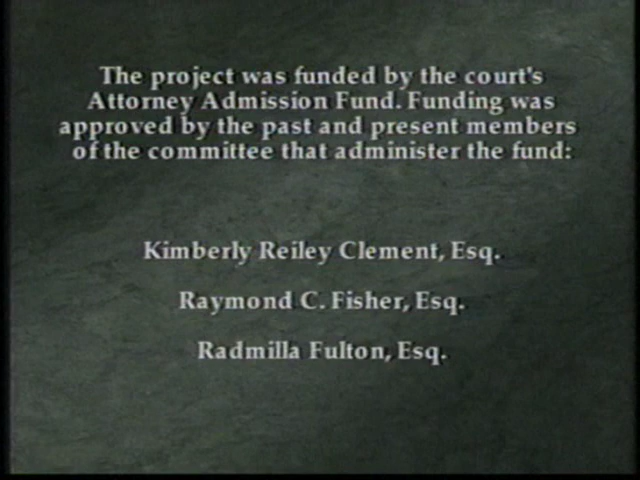 The project was funded by the court's
Attorney Admission Fund. Funding was
approved by the past and present members
of the committee that administer the fund:
Kimberly Reiley Clement, Esq.
Raymond C. Fisher, Esq.
Radmilla Fulton, Esq.